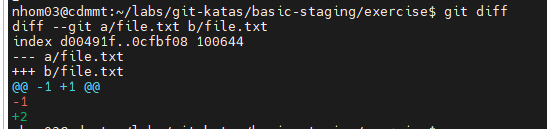 nhom03@cdmmt:~/labs/git-katas/basic-staging/exercise$ git diff
diff --git a/file.txt b/file.txt
index d00491f..0cfbf08 100644
--- a/file.txt
+++ b/file.txt
@@ -1 +1 @@
-1
+2